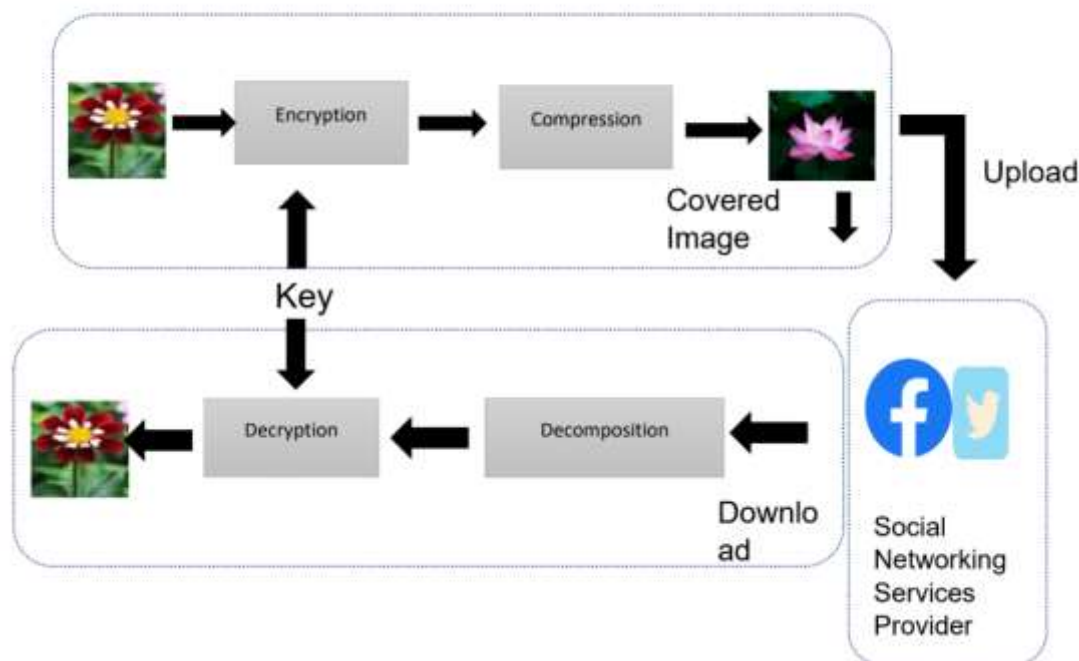 Encryption
Compression
Covered
Image
Upload
Key
Decryption
Decomposition
Downlo
ad
Social
Networking
Services
Provider